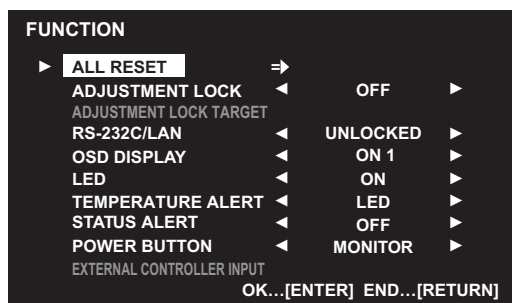 FUNCTION
ALL RESET
ADJUSTMENT LOCK OFF
ADJUSTMENT LOCK TARGET
RS-232C/LAN UNLOCKED
OSD DISPLAY ON 1
LED ON
TEMPERATURE ALERT LED
STATUS ALERT OFF
POWER BUTTON MONITOR
EXTERNAL CONTROLLER INPUT
OK…[ENTER] END…[RETURN]